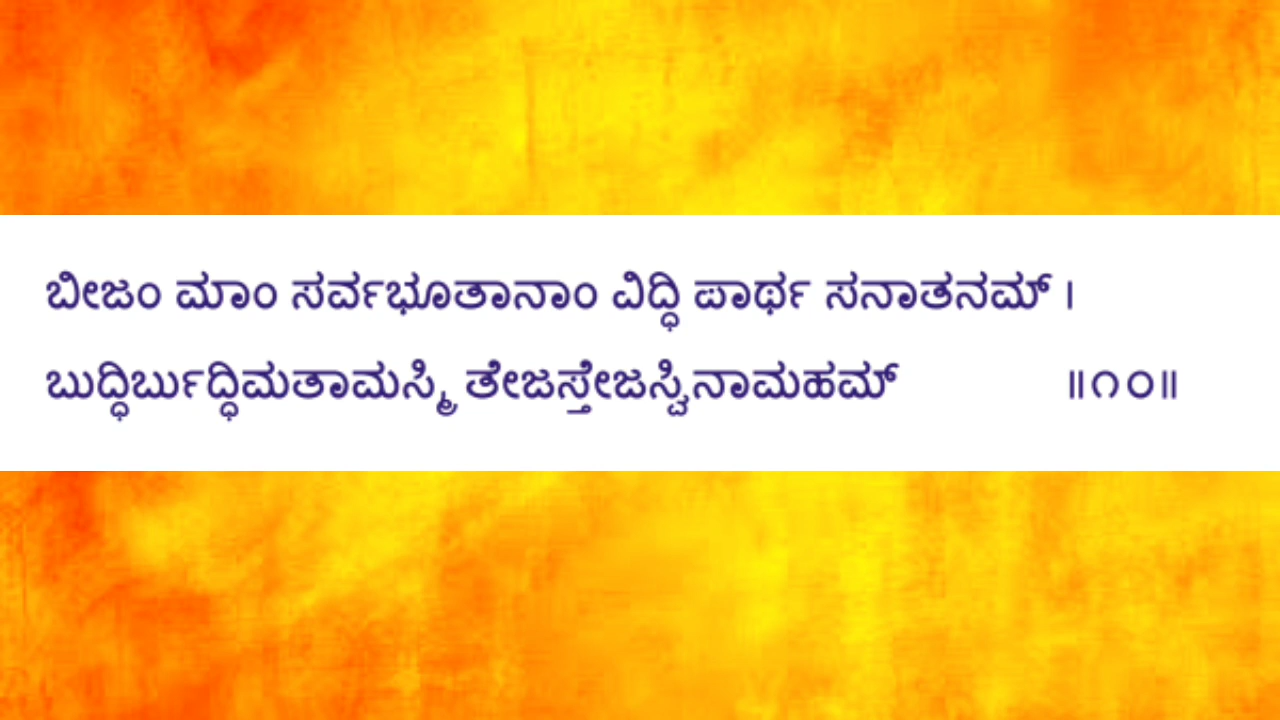 ಬೀಜಂ ಮಾಂ ಸರ್ವಭೂತಾನಾಂ ವಿದ್ಧಿ ಪಾರ್ಥ ಸನಾತನಮ್ ।
ಬುದ್ಧಿರ್ಬುದ್ಧಿಮತಾಮಸ್ಮಿ ತೇಜಸ್ತೇಜಸ್ವಿನಾಮಹಮ್ ॥೧೦॥